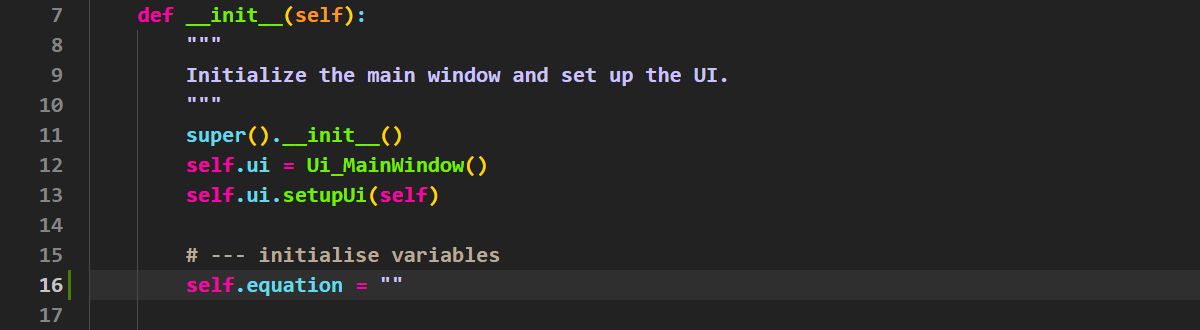 7 def __init__(self):
8 """
9 Initialize the main window and set up the UI.
10 """
11 super().__init__()
12 self.ui = Ui_MainWindow()
13 self.ui.setupUi(self)
14
15 # --- initialise variables
16 self.equation = ""
17